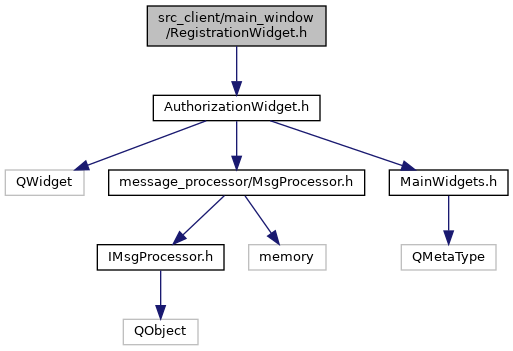 src_client/main_window
/RegistrationWidget.h
AuthorizationWidget.h
QWidget
message_processor/MsgProcessor.h
MainWidgets.h
IMsgProcessor.h
memory
QMetaType
QObject